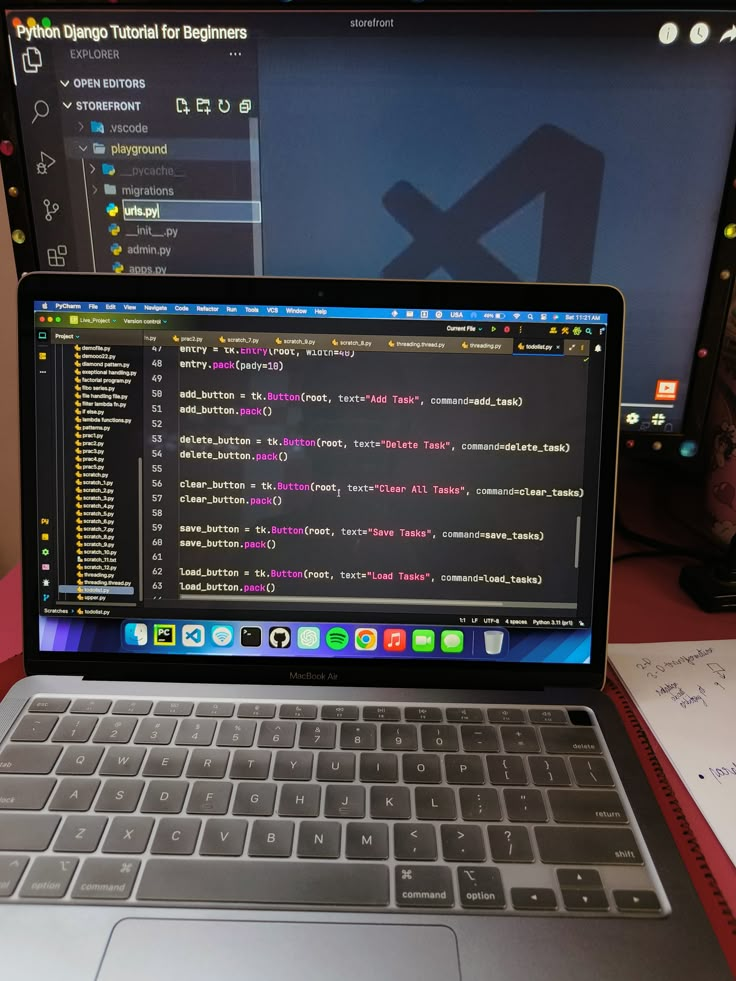 storefront
Python Django Tutorial for Beginners
EXPLORER
OPEN EDITORS
STOREFRONT
.vscode
playground
__pycache__
migrations
urls.py
__init__.py
admin.py
apps.py
PyCharm File Edit View Navigate Code Refactor Run Tools VCS Window Help
USA
Sat 11:21 AM
Live_Project
Version control
Current File
Project
prac2.py
scratch_7.py
scratch_9.py
scratch_8.py
threading.thread.py
threading.py
todolist.py
demofile.py
demooo22.py
diamond pattern.py
exeptional handling.py
factorial program.py
fibo series.py
file handling file.py
filter lambda fn.py
if else.py
lambda functions.py
patterns.py
prac1.py
prac2.py
prac3.py
prac4.py
prac5.py
scratch.py
scratch_1.py
scratch_2.py
scratch_3.py
scratch_4.py
scratch_5.py
scratch_6.py
scratch_7.py
scratch_8.py
scratch_9.py
scratch_10.py
scratch_11.txt
scratch_12.py
threading.py
threading.thread.py
todolist.py
upper.py
47 entry = tk.Entry(root, width=40)
48 entry.pack(pady=10)
49
50 add_button = tk.Button(root, text="Add Task", command=add_task)
51 add_button.pack()
52
53 delete_button = tk.Button(root, text="Delete Task", command=delete_task)
54 delete_button.pack()
55
56 clear_button = tk.Button(root, text="Clear All Tasks", command=clear_tasks)
57 clear_button.pack()
58
59 save_button = tk.Button(root, text="Save Tasks", command=save_tasks)
60 save_button.pack()
61
62 load_button = tk.Button(root, text="Load Tasks", command=load_tasks)
63 load_button.pack()
Scratches
todolist.py
1:1 LF UTF-8 4 spaces Python 3.11 (pr1)
PC
MacBook Air
esc
! 1 @ 2 # 3 $ 4 % 5 ^ 6 & 7 * 8 ( 9 ) 0 - + = delete
tab Q W E R T Y U I O P { [ } ] | \
lock A S D F G H J K L : ; " ' return
Z X C V B N M < , > . ? / shift
option command command option